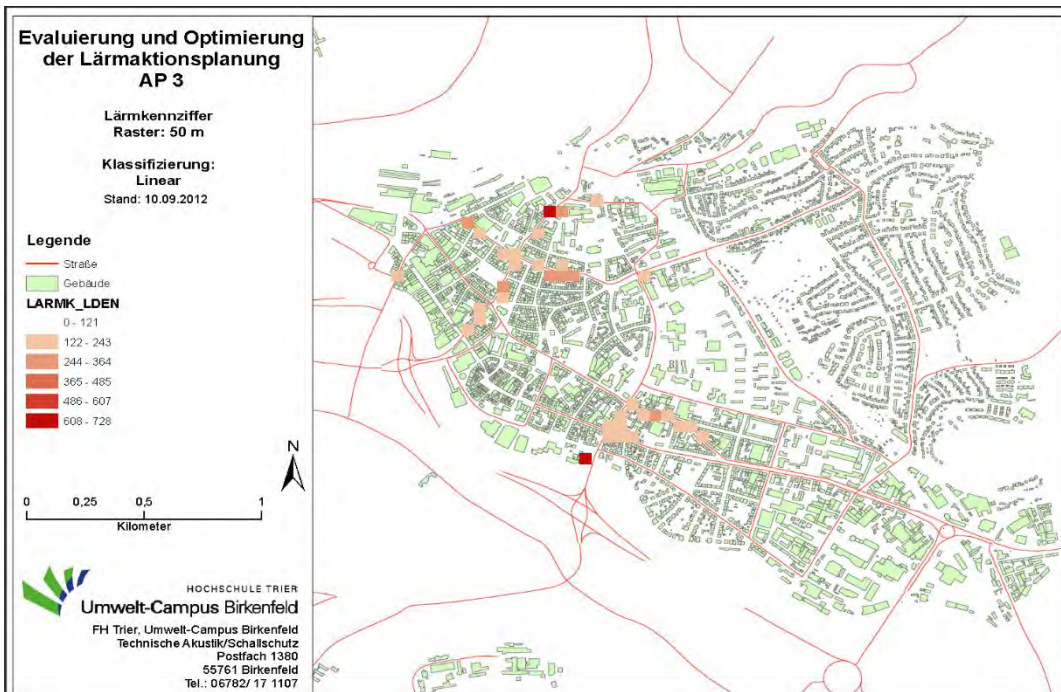 Evaluierung und Optimierung
der Lärmaktionsplanung
AP 3
Lärmkennziffer
Raster: 50 m
Klassifizierung:
Linear
Stand: 10.09.2012
Legende
Straße
Gebäude
LARMK_LDEN
0 - 121
122 - 243
244 - 364
365 - 485
486 - 607
608 - 728
N
0 0,25 0,5 1
Kilometer
HOCHSCHULE TRIER
Umwelt-Campus Birkenfeld
FH Trier, Umwelt-Campus Birkenfeld
Technische Akustik/Schallschutz
Postfach 1380
55761 Birkenfeld
Tel.: 06782/ 17 1107